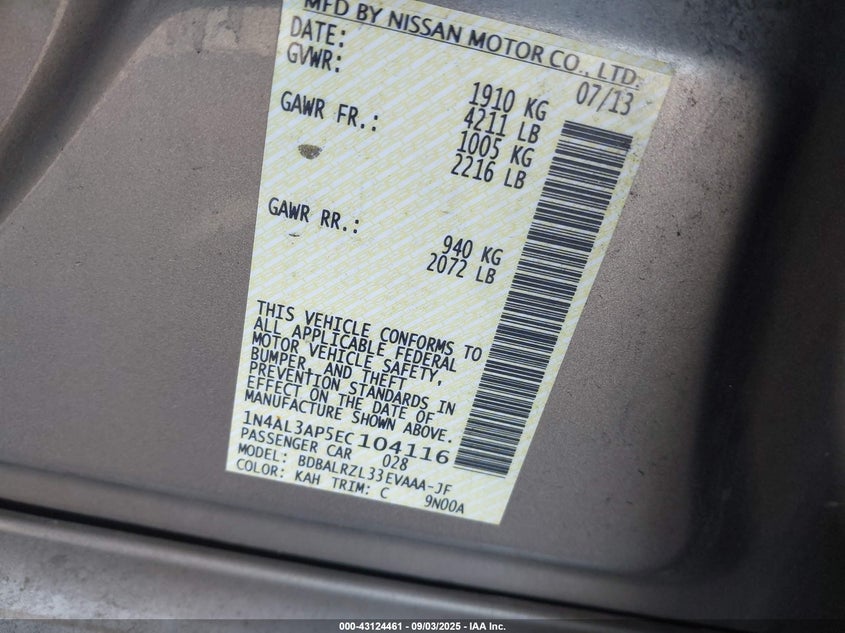 MFD BY NISSAN MOTOR CO., LTD.
DATE: 07/13
GVWR: 1910 KG
4211 LB
GAWR FR.: 1005 KG
2216 LB
GAWR RR.: 940 KG
2072 LB
THIS VEHICLE CONFORMS TO
ALL APPLICABLE FEDERAL
MOTOR VEHICLE SAFETY,
BUMPER, AND THEFT
PREVENTION STANDARDS IN
EFFECT ON THE DATE OF
MANUFACTURE SHOWN ABOVE.
1N4AL3AP5EC104116
PASSENGER CAR 028
MODEL: BDBALRZL33EVAAA-JF
COLOR: KAH TRIM: C 9N00A
000-43124461 - 09/03/2025 - IAA Inc.